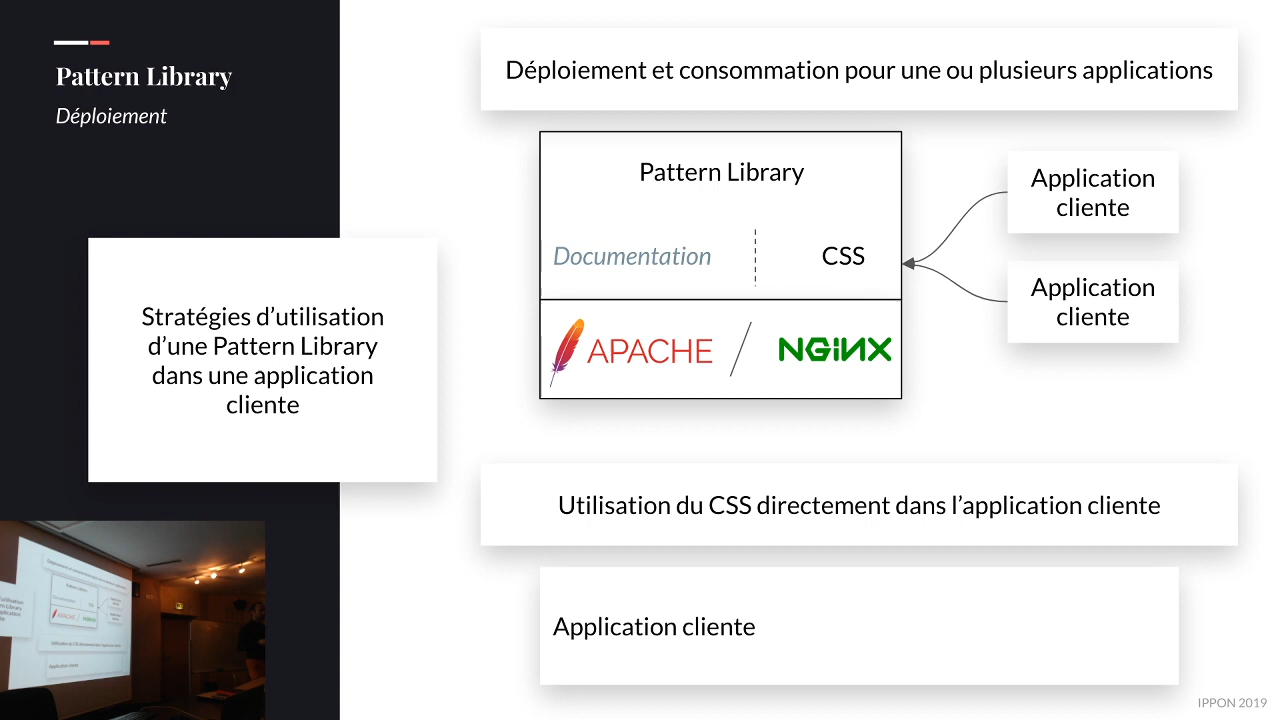 Pattern Library
Déploiement
Stratégies d’utilisation
d’une Pattern Library
dans une application
cliente
Déploiement et consommation pour une ou plusieurs applications
Pattern Library
Documentation
CSS
APACHE
NGINX
Application
cliente
Application
cliente
Utilisation du CSS directement dans l’application cliente
Application cliente
IPPON 2019